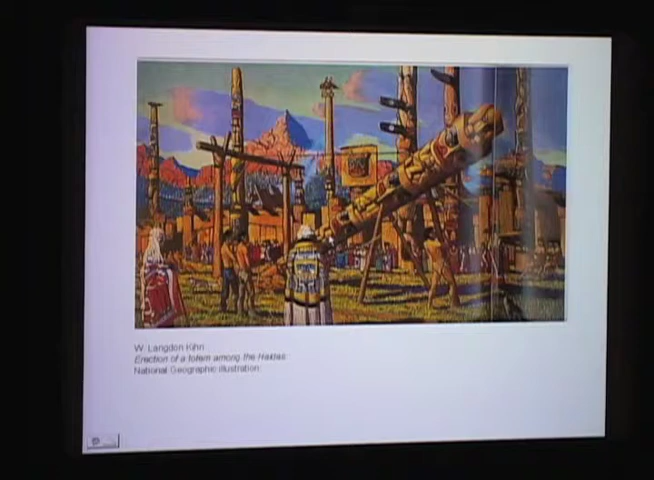 W. Langdon Kihn
Erection of a totem among the Haidas
National Geographic illustration.